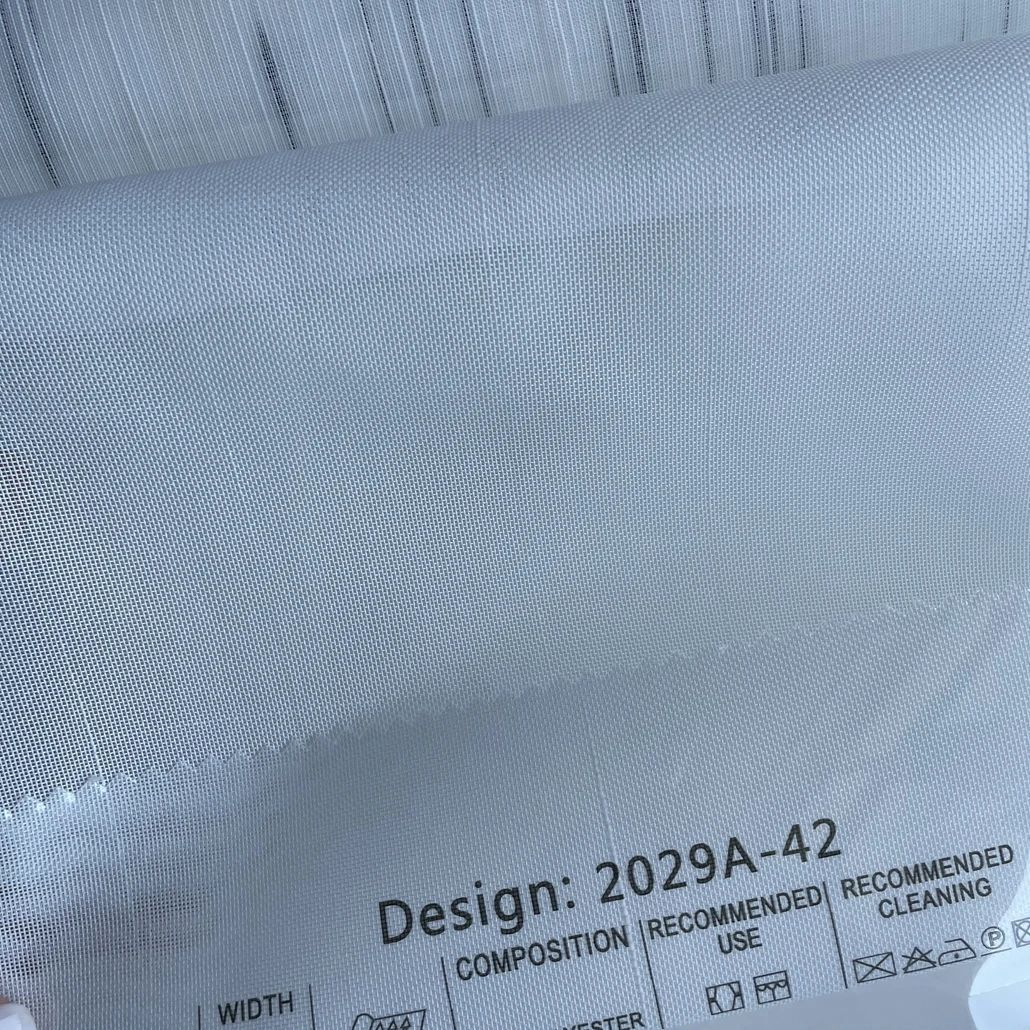 Design: 2029A-42
WIDTH
COMPOSITION
RECOMMENDED
USE
RECOMMENDED
CLEANING
P